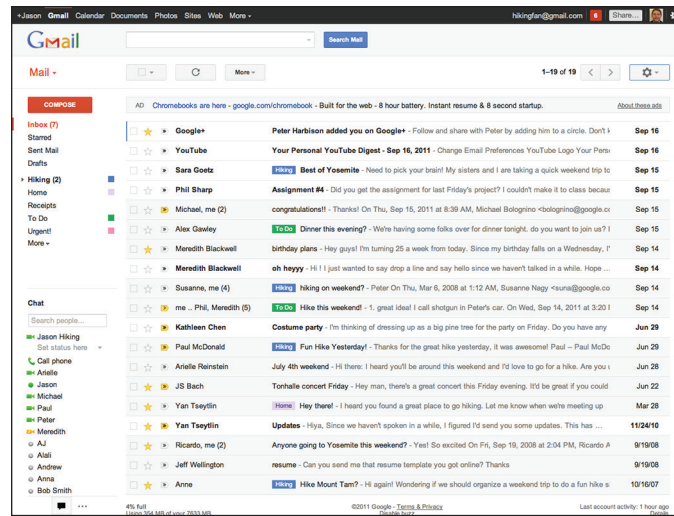 +Jason Gmail Calendar Documents Photos Sites Web More hikingfan@gmail.com 6 Share...
GMail
Search Mail
Mail More 1–19 of 19
COMPOSE
AD Chromebooks are here - google.com/chromebook - Built for the web - 8 hour battery. Instant resume & 8 second startup. About these ads
Inbox (7)
Starred
Sent Mail
Drafts
Hiking (2)
Home
Receipts
To Do
Urgent!
More
Google+ Peter Harbison added you on Google+ - Follow and share with Peter by adding him to a circle. Don't k Sep 16
YouTube Your Personal YouTube Digest - Sep 16, 2011 - Change Email Preferences YouTube Logo Your Perso Sep 16
Sara Goetz Hiking Best of Yosemite - Need to pick your brain! My sisters and I are taking a quick weekend trip to Sep 15
Phil Sharp Assignment #4 - Did you get the assignment for last Friday's project? I couldn't make it to class becaus Sep 15
Michael, me (2) congratulations!! - Thanks! On Thu, Sep 15, 2011 at 8:39 AM, Michael Bolognino <bolognino@google.co Sep 15
Alex Gawley To Do Dinner this evening? - We're having some folks over for dinner tonight. do you want to join us? I Sep 15
Meredith Blackwell birthday plans - Hey guys! I'm turning 25 a week from today. Since my birthday falls on a Wednesday, I' Sep 14
Meredith Blackwell oh heyyy - Hi ! I just wanted to say drop a line and say hello since we haven't talked in a while. Hope ... Sep 14
Susanne, me (4) Hiking hiking on weekend? - Peter On Thu, Mar 6, 2008 at 1:12 AM, Susanne Nagy <suna@google.co Sep 14
me .. Phil, Meredith (5) To Do Hike this weekend! - 1. great idea! I call shotgun in Peter's car. On Wed, Sep 14, 2011 at 3:20 Sep 14
Kathleen Chen Costume party - I'm thinking of dressing up as a big pine tree for the party on Friday. Do you have any Jun 29
Paul McDonald Hiking Fun Hike Yesterday! - Thanks for the great hike yesterday, it was awesome! Paul – Paul McDo Jun 29
Arielle Reinstein July 4th weekend - Hi there: I heard you'll be around this weekend and I'd love to go for a hike. Are you Jun 28
JS Bach Tonhalle concert Friday - Hey man, there's a great concert this Friday evening. It'd be great if you could Jun 22
Yan Tseytlin Home Hey there! - I heard you found a great place to go hiking. Let me know when we're meeting up Mar 28
Yan Tseytlin Updates - Hiya, Since we haven't spoken in a while, I figured I'd send you some updates. This has ... 11/24/10
Ricardo, me (2) Anyone going to Yosemite this weekend? - Yes! So excited On Fri, Sep 19, 2008 at 2:04 PM, Ricardo A 9/19/08
Jeff Wellington resume - Can you send me that resume template you got online? Thanks 9/19/08
Anne Hiking Hike Mount Tam? - Hi again! Wondering if we should organize a weekend trip to do a fun hike s 10/16/07
Chat
Search people...
Jason Hiking
Set status here
Call phone
Arielle
Jason
Michael
Paul
Peter
Meredith
AJ
Alali
Andrew
Anna
Bob Smith
4% full ©2011 Google - Terms & Privacy Last account activity: 1 hour ago
Using 354 MB of your 7633 MB Disable buzz Details